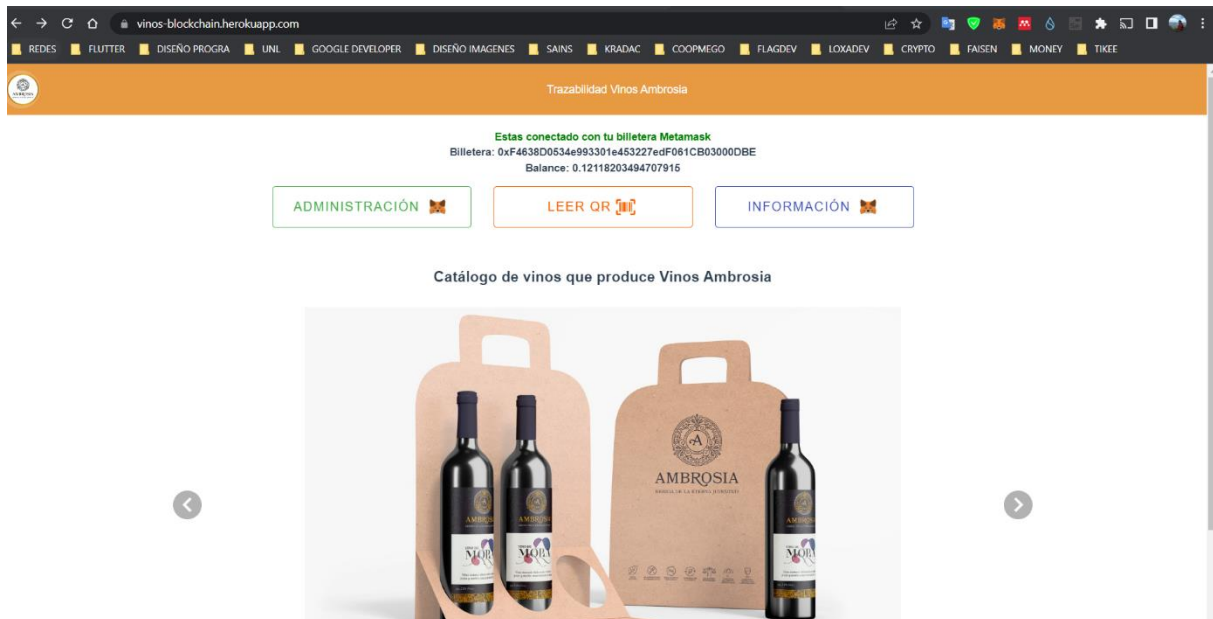 vinos-blockchain.herokuapp.com
REDES FLUTTER DISEÑO PROGRA UNL GOOGLE DEVELOPER DISEÑO IMAGENES SAINS KRADAC COOPMEGO FLAGDEV LOXADEV CRYPTO FAISEN MONEY TIKEE
Trazabilidad Vinos Ambrosia
Estas conectado con tu billetera Metamask
Billetera: 0xF4638D0534e993301e453227edF061CB03000DBE
Balance: 0.12118203494707915
ADMINISTRACIÓN LEER QR INFORMACIÓN
Catálogo de vinos que produce Vinos Ambrosia
A
AMBROSIA
MORA
MORA